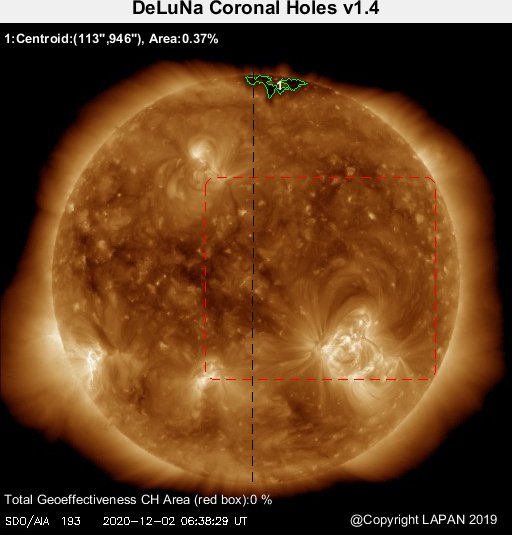 DeLuNa Coronal Holes v1.4
1:Centroid:(113",946"), Area:0.37%
1
Total Geoeffectiveness CH Area (red box):0 %
SDO/AIA 193 2020-12-02 06:38:29 UT
@Copyright LAPAN 2019